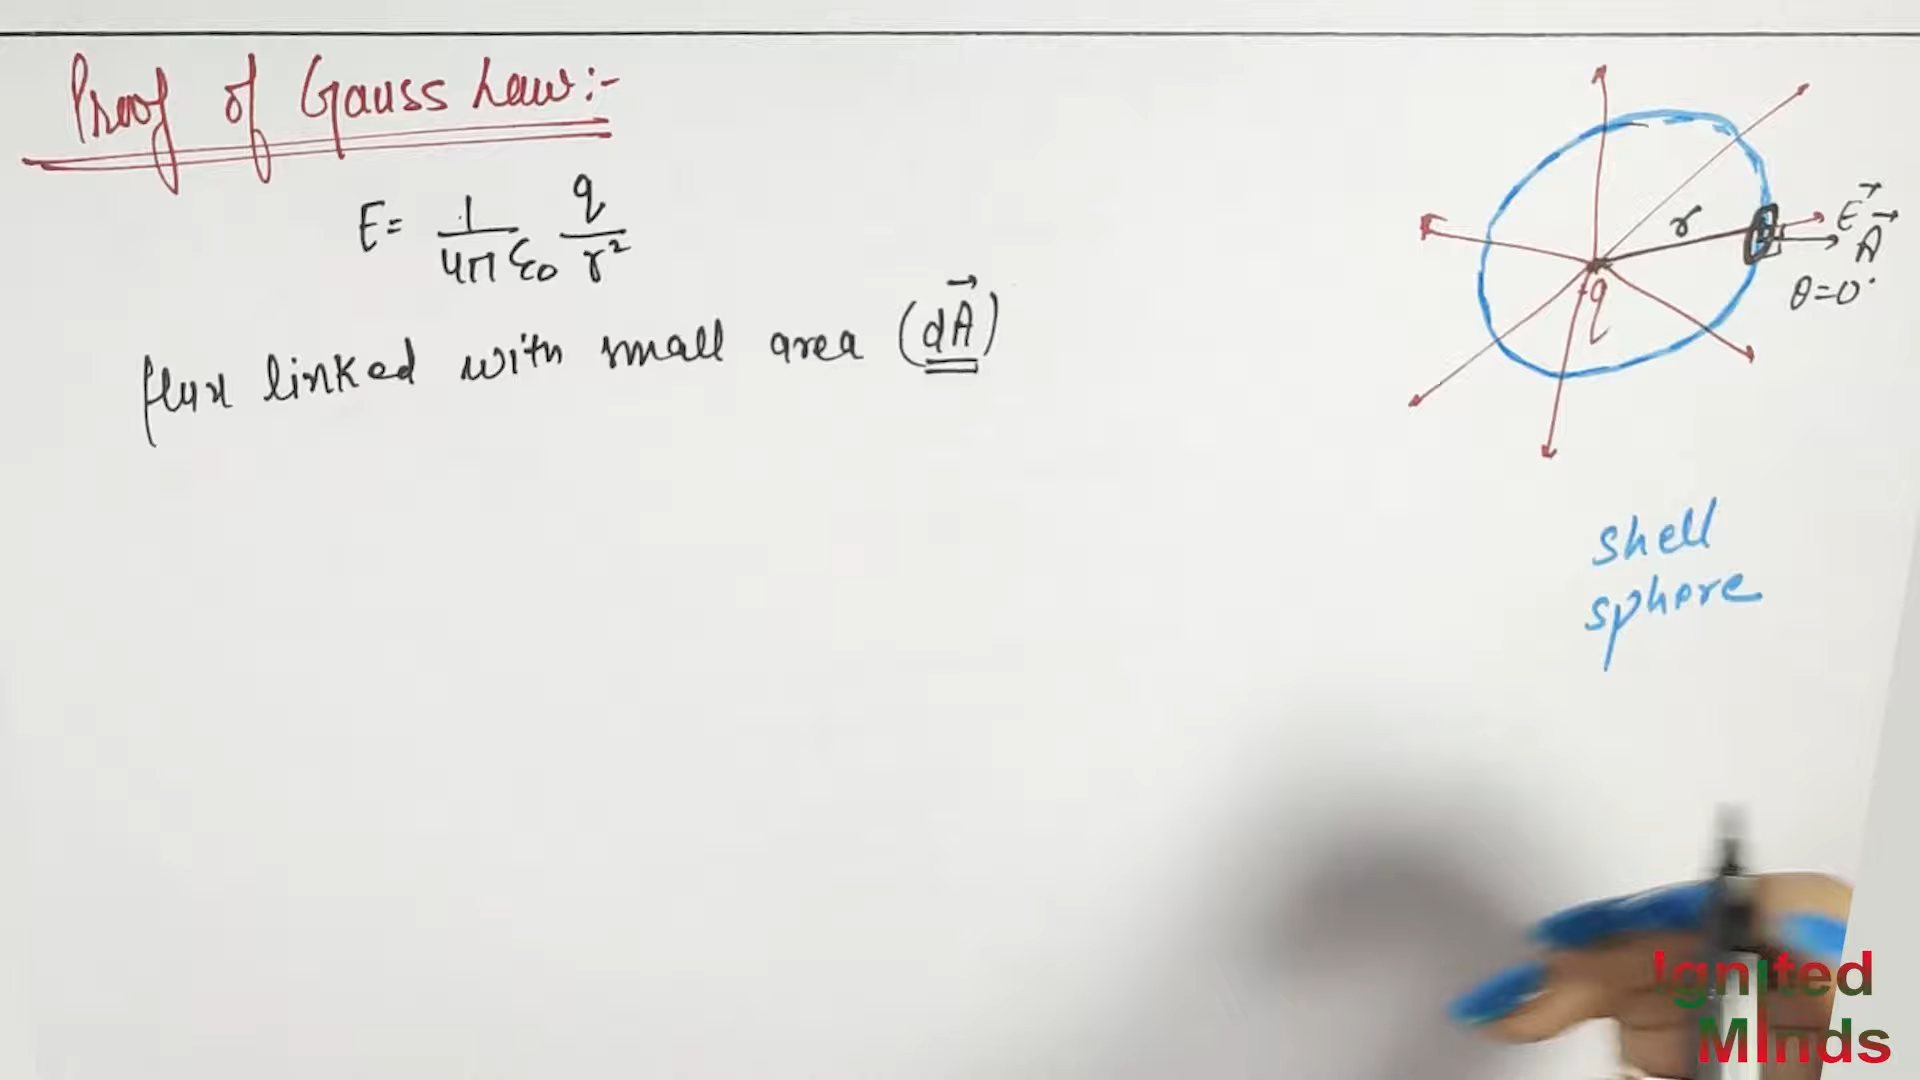 Proof of Gauss Law:-
E= 1/4πε₀ q/r²
flux linked with small area (dA⃗)
r
E⃗
A⃗
θ=0°
+q
shell
sphere
Ignited
Minds